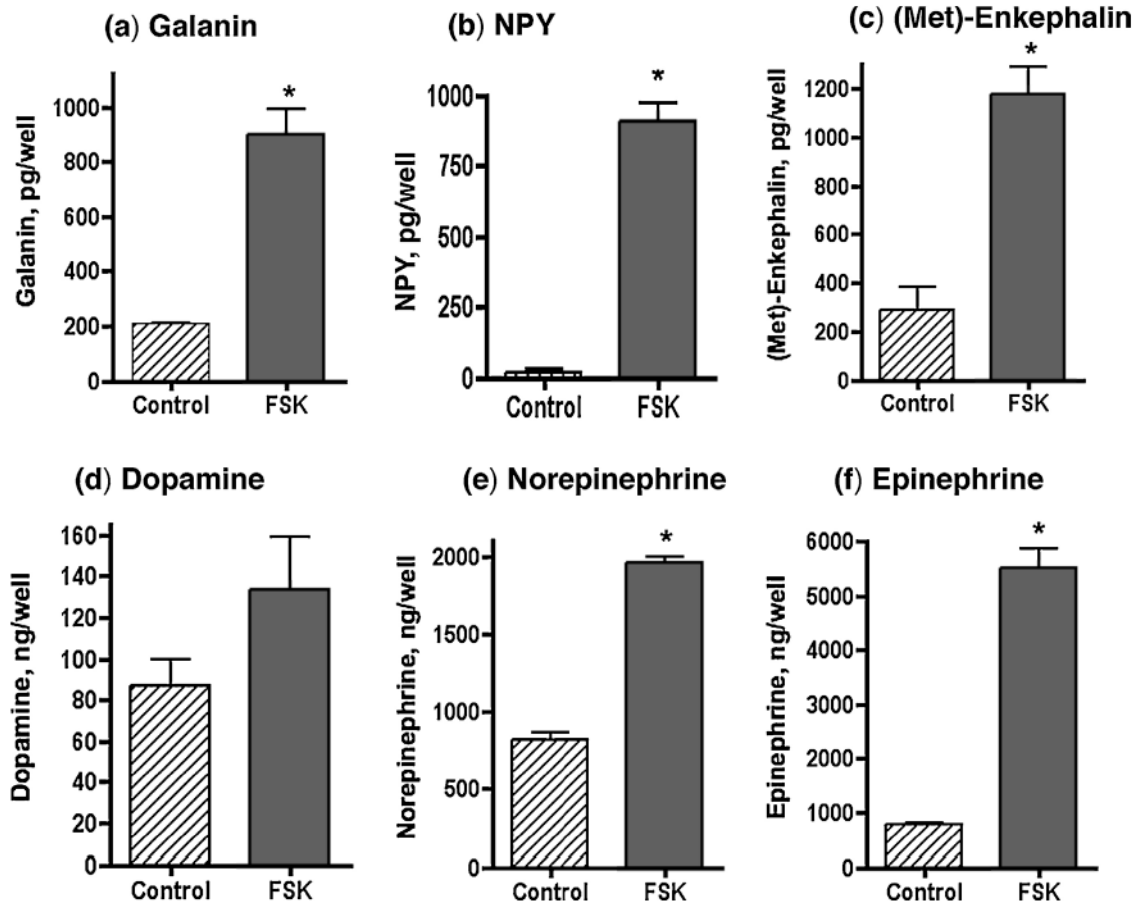 (a) Galanin
Galanin, pg/well
1000
800
600
400
200
0
*
Control
FSK
(b) NPY
NPY, pg/well
1000
750
500
250
0
*
Control
FSK
(c) (Met)-Enkephalin
(Met)-Enkephalin, pg/well
1200
1000
800
600
400
200
0
*
Control
FSK
(d) Dopamine
Dopamine, ng/well
160
140
120
100
80
60
40
20
0
Control
FSK
(e) Norepinephrine
Norepinephrine, ng/well
2000
1500
1000
500
0
*
Control
FSK
(f) Epinephrine
Epinephrine, ng/well
6000
5000
4000
3000
2000
1000
0
*
Control
FSK